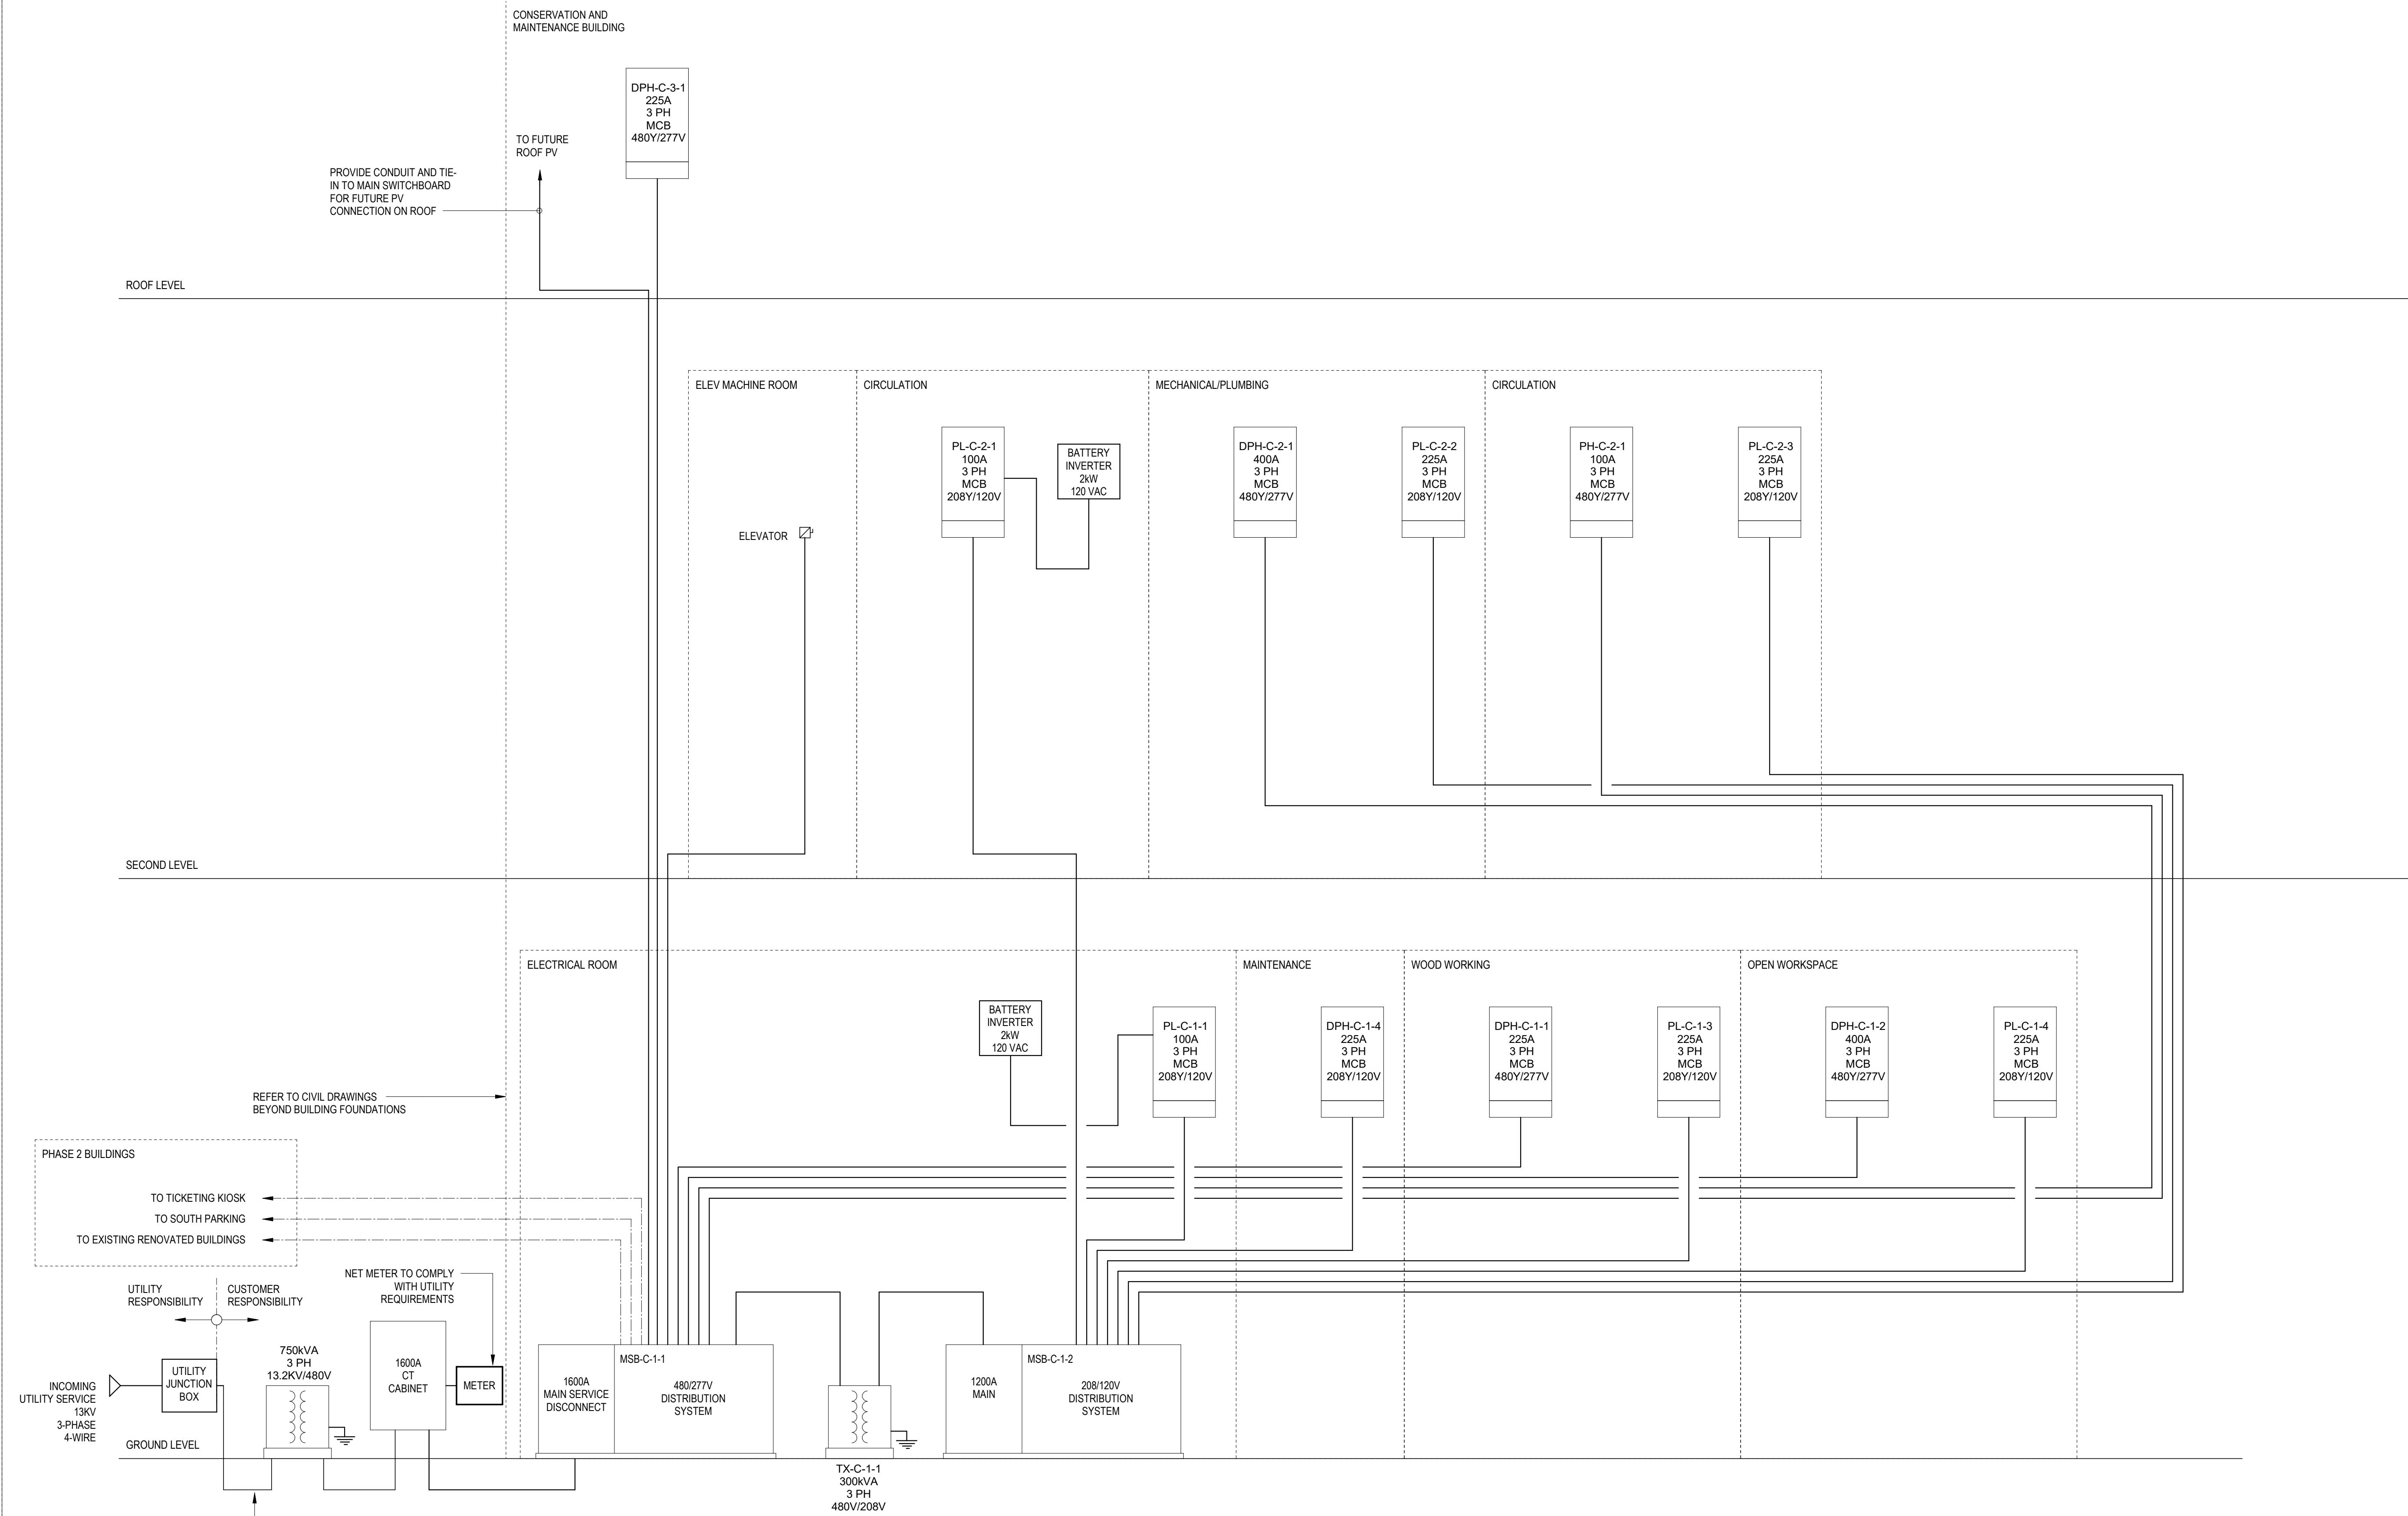 CONSERVATION AND
MAINTENANCE BUILDING
DPH-C-3-1
225A
3 PH
MCB
480Y/277V
TO FUTURE
ROOF PV
PROVIDE CONDUIT AND TIE-
IN TO MAIN SWITCHBOARD
FOR FUTURE PV
CONNECTION ON ROOF
ROOF LEVEL
ELEV MACHINE ROOM
CIRCULATION
MECHANICAL/PLUMBING
CIRCULATION
PL-C-2-1
100A
3 PH
MCB
208Y/120V
BATTERY
INVERTER
2kW
120 VAC
DPH-C-2-1
400A
3 PH
MCB
480Y/277V
PL-C-2-2
225A
3 PH
MCB
208Y/120V
PH-C-2-1
100A
3 PH
MCB
480Y/277V
PL-C-2-3
225A
3 PH
MCB
208Y/120V
ELEVATOR
SECOND LEVEL
ELECTRICAL ROOM
MAINTENANCE
WOOD WORKING
OPEN WORKSPACE
BATTERY
INVERTER
2kW
120 VAC
PL-C-1-1
100A
3 PH
MCB
208Y/120V
DPH-C-1-4
225A
3 PH
MCB
208Y/120V
DPH-C-1-1
225A
3 PH
MCB
480Y/277V
PL-C-1-3
225A
3 PH
MCB
208Y/120V
DPH-C-1-2
400A
3 PH
MCB
480Y/277V
PL-C-1-4
225A
3 PH
MCB
208Y/120V
REFER TO CIVIL DRAWINGS
BEYOND BUILDING FOUNDATIONS
PHASE 2 BUILDINGS
TO TICKETING KIOSK
TO SOUTH PARKING
TO EXISTING RENOVATED BUILDINGS
UTILITY
RESPONSIBILITY
CUSTOMER
RESPONSIBILITY
NET METER TO COMPLY
WITH UTILITY
REQUIREMENTS
INCOMING
UTILITY SERVICE
13KV
3-PHASE
4-WIRE
UTILITY
JUNCTION
BOX
750kVA
3 PH
13.2KV/480V
1600A
CT
CABINET
METER
1600A
MAIN SERVICE
DISCONNECT
MSB-C-1-1
480/277V
DISTRIBUTION
SYSTEM
1200A
MAIN
MSB-C-1-2
208/120V
DISTRIBUTION
SYSTEM
GROUND LEVEL
TX-C-1-1
300kVA
3 PH
480V/208V